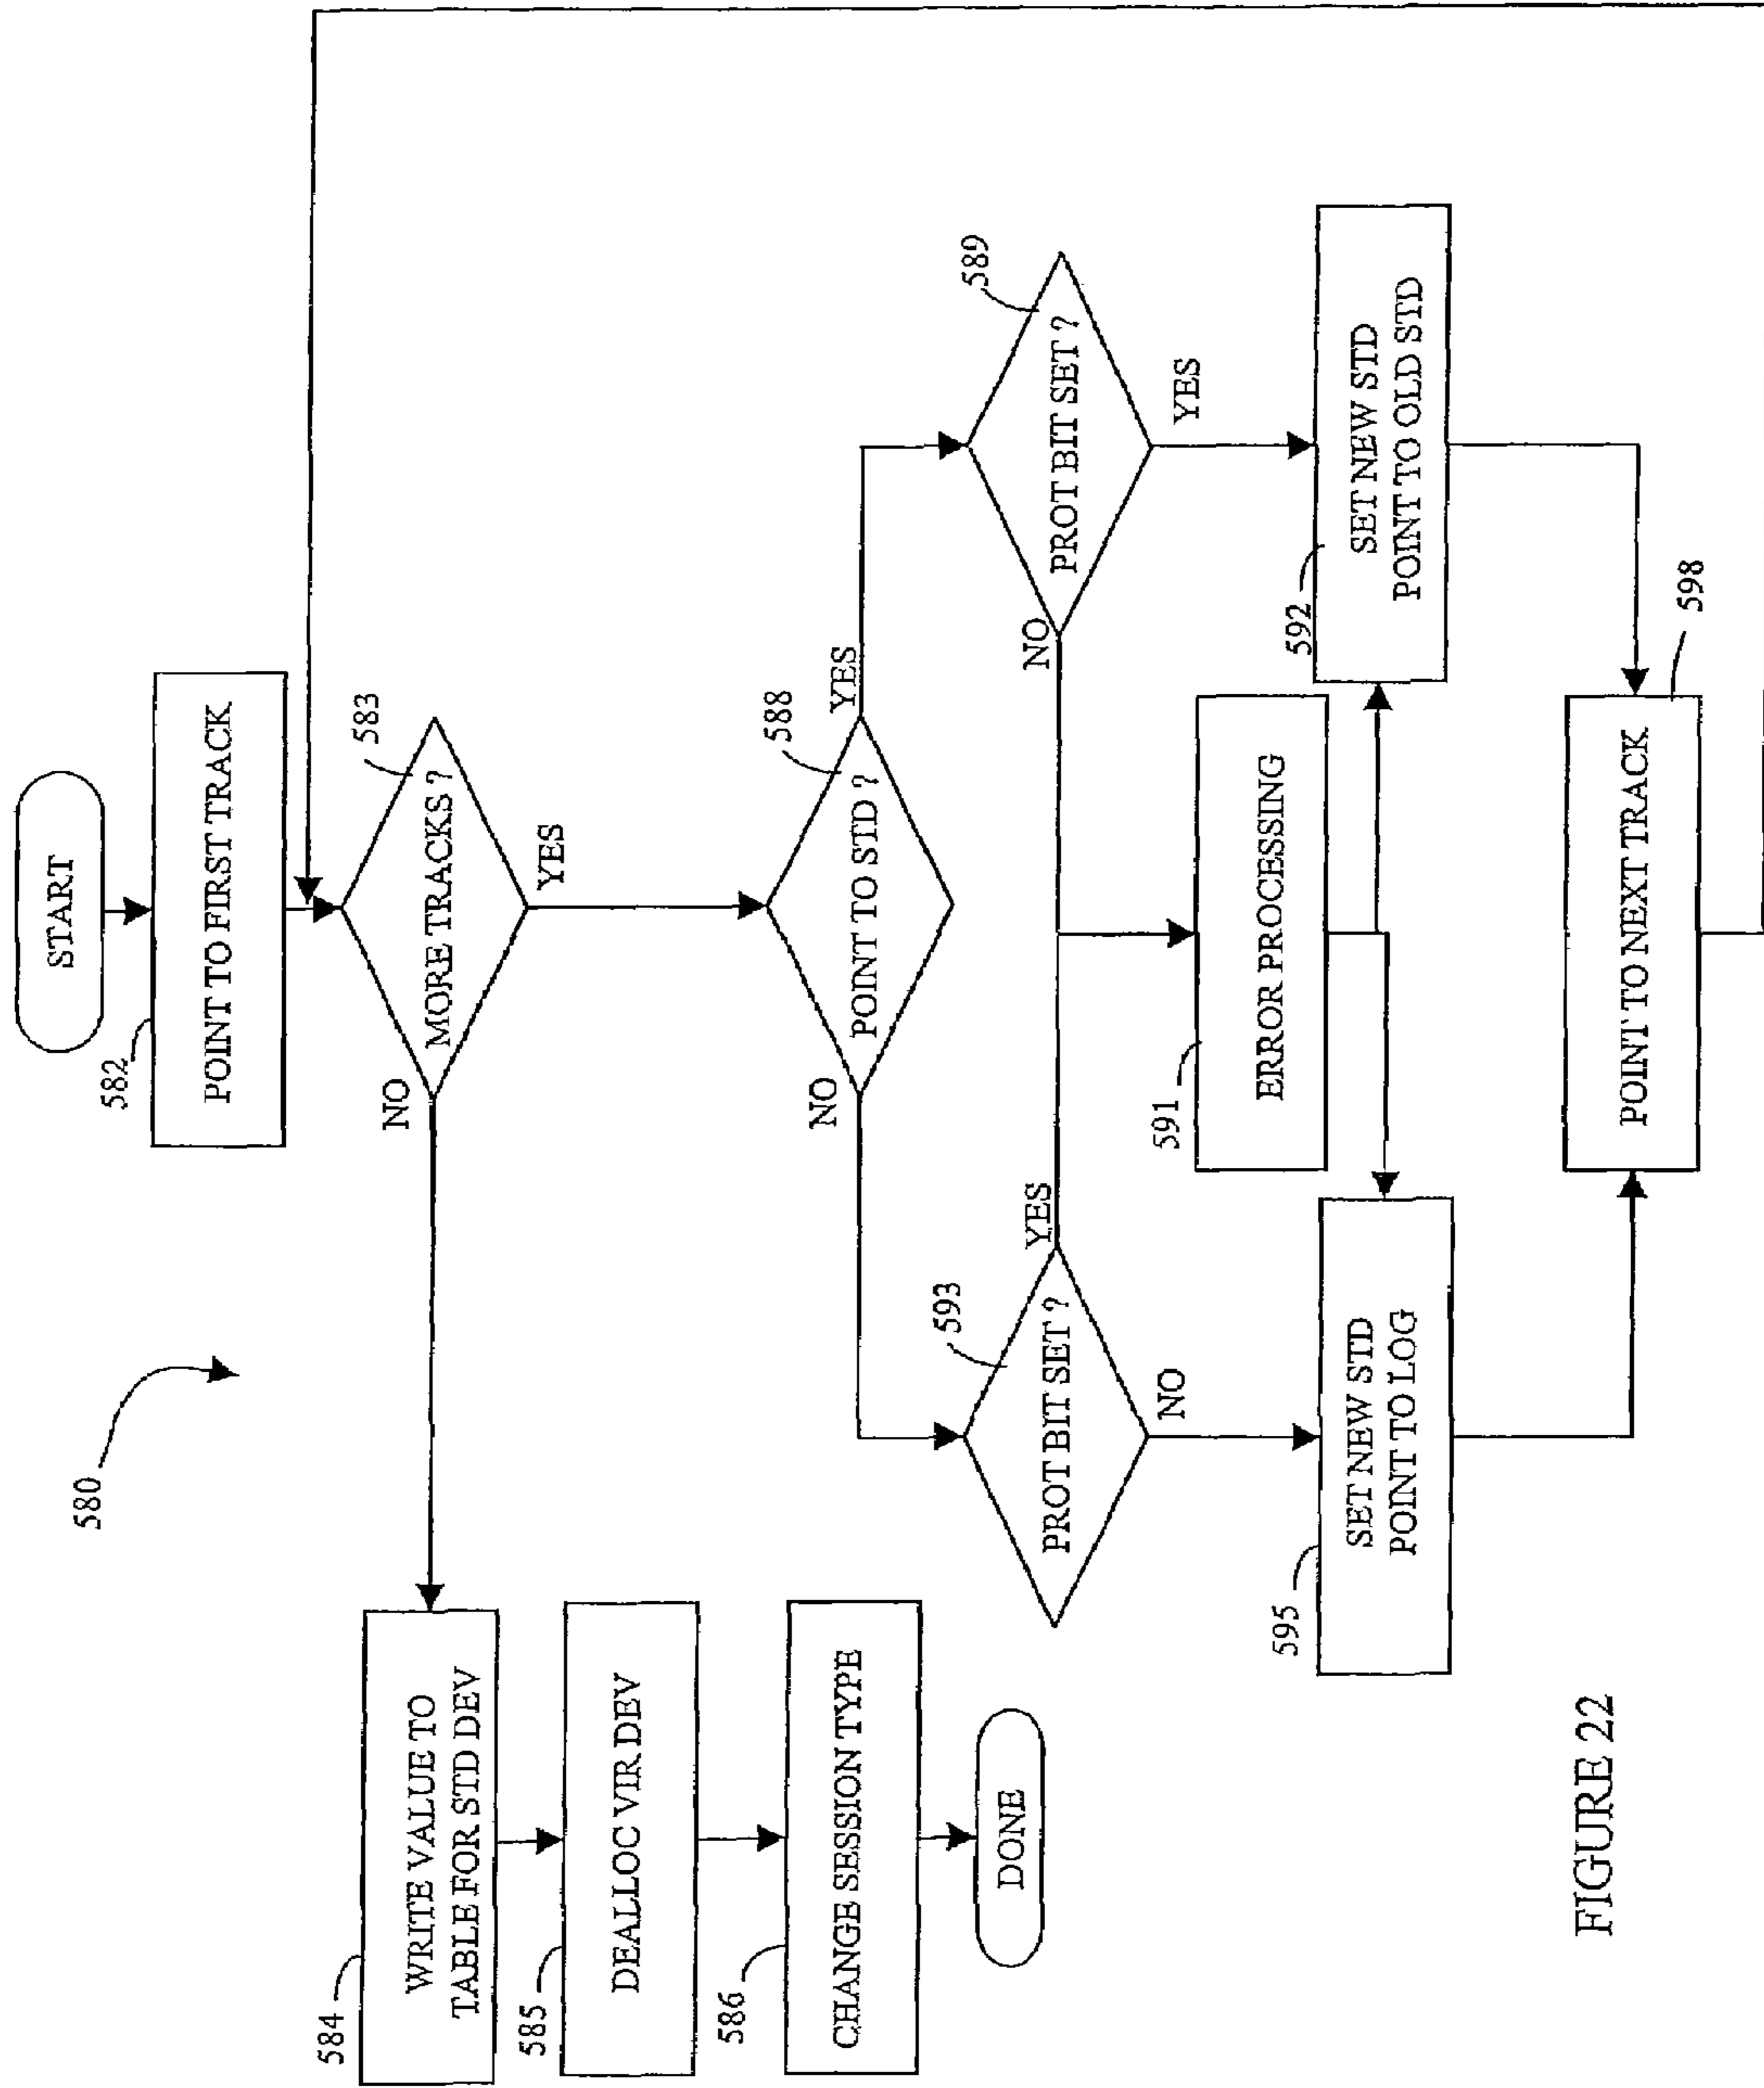 START
582
POINT TO FIRST TRACK
583
MORE TRACKS ?
NO
YES
580
584
WRITE VALUE TO
TABLE FOR STD DEV
585
DEALLOC VIR DEV
586
CHANGE SESSION TYPE
DONE
588
POINT TO STD ?
NO
YES
593
PROT BIT SET ?
YES
NO
589
PROT BIT SET ?
NO
YES
591
ERROR PROCESSING
595
SET NEW STD
POINT TO LOG
592
SET NEW STD
POINT TO OLD STD
598
POINT TO NEXT TRACK
FIGURE 22